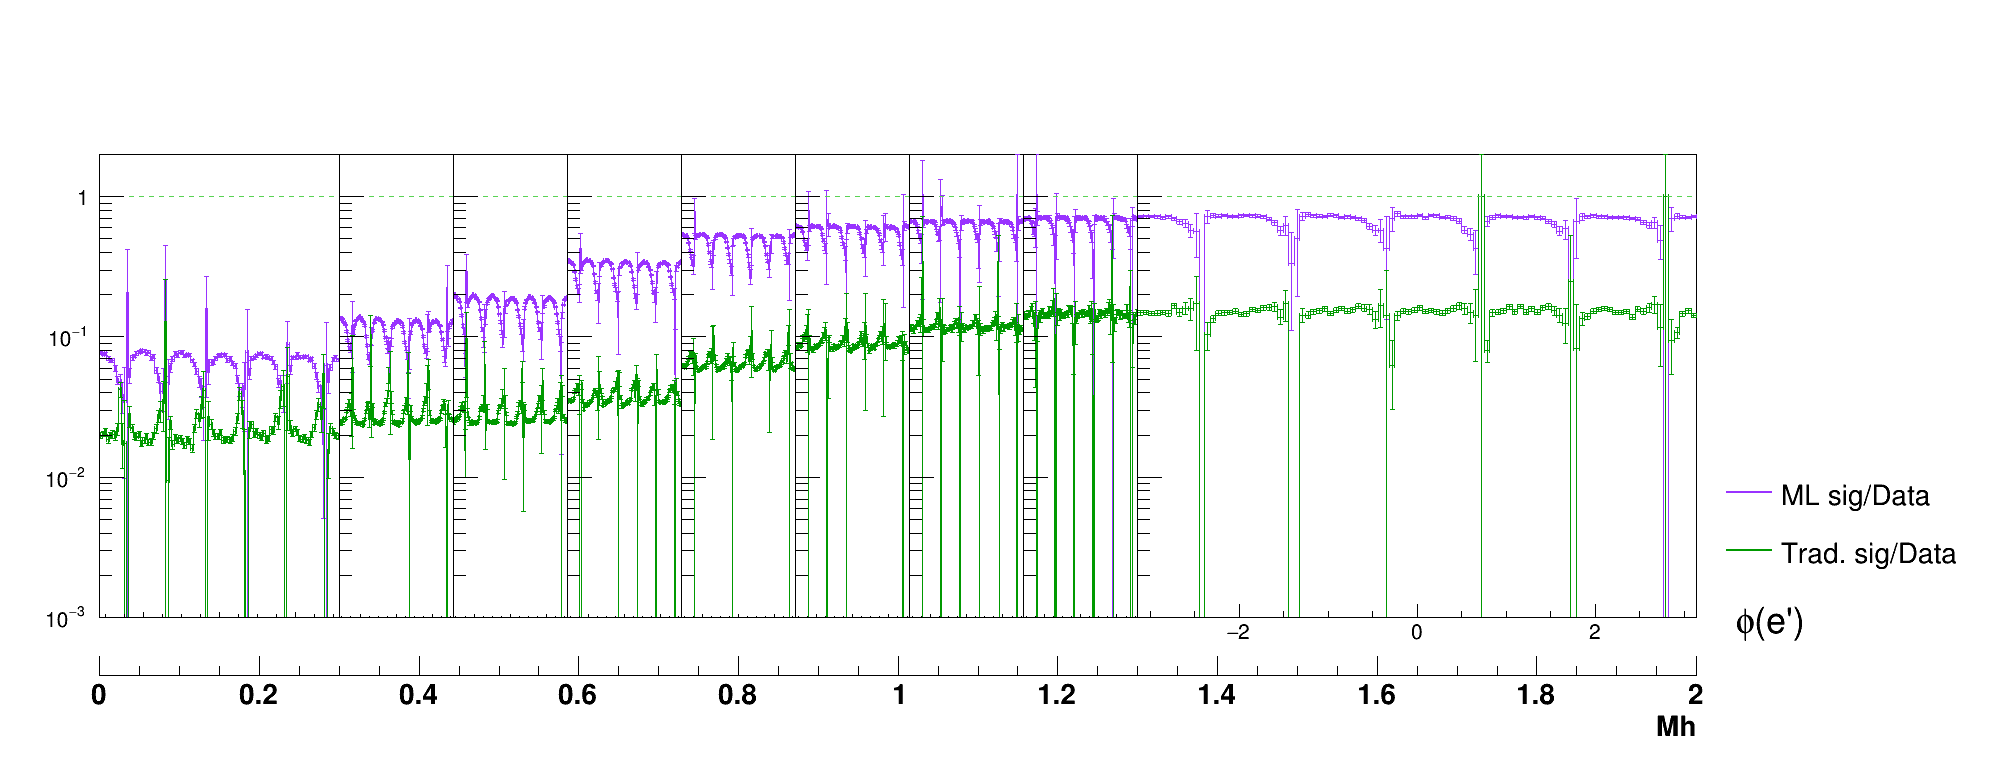 1
10⁻¹
10⁻²
10⁻³
ML sig/Data
Trad. sig/Data
−2 0 2 ϕ(e')
0 0.2 0.4 0.6 0.8 1 1.2 1.4 1.6 1.8 2
Mh